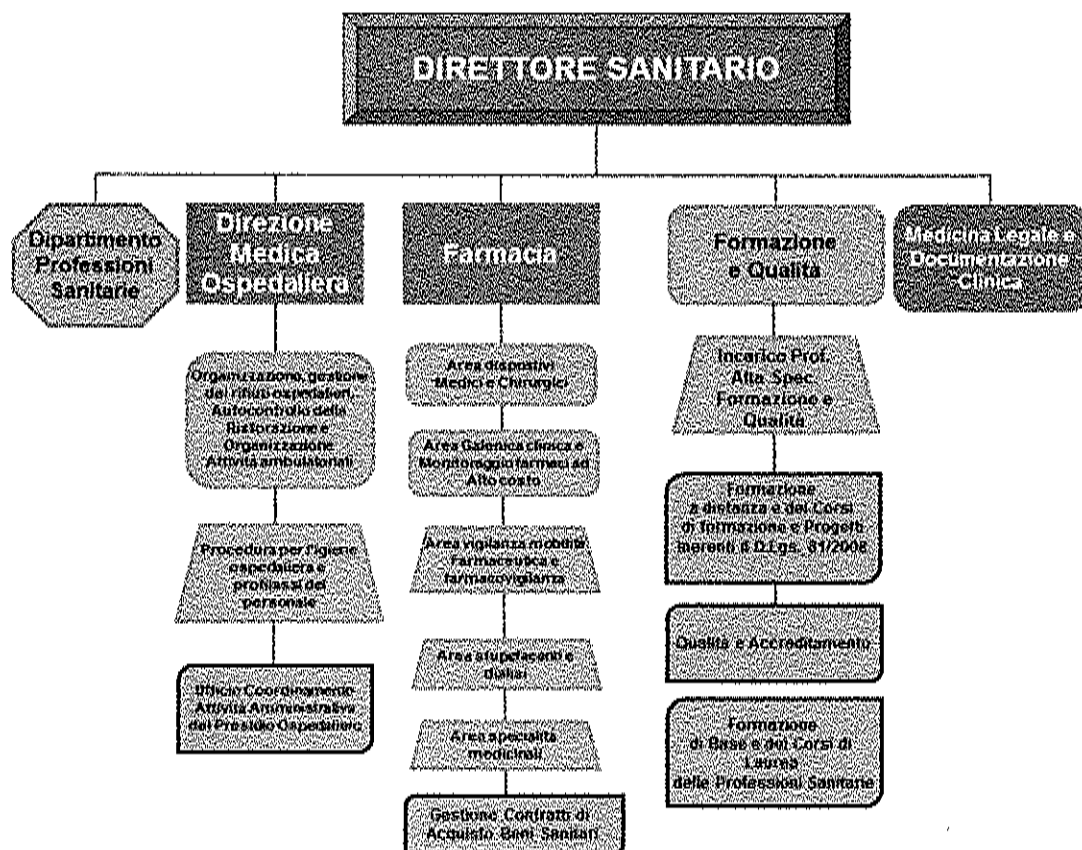 DIRETTORE SANITARIO
Dipartimento
Professioni
Sanitarie
Direzione
Medica
Ospedaliera
Farmacia
Formazione
e Qualità
Medicina Legale e
Documentazione
Clinica
Organizzazione, gestione
dei rifiuti ospedalieri,
Autocontrollo della
Ristorazione e
Organizzazione
Attività ambulatoriali
Procedura per l'igiene
ospedaliera e
profilassi del
personale
Ufficio Coordinamento
Attività Amministrative
del Presidio Ospedaliero
Area dispositivi
Medici e Chirurgici
Area Galenica clinica e
Monitoraggio farmaci ad
Alto costo
Area vigilanza mobilità
Farmaceutica e
farmacovigilanza
Area stupefacenti e
dialisi
Area specialità
medicinali
Gestione Contratti di
Acquisto Beni Sanitari
Incarico Prof.
Alta Spec.
Formazione e
Qualità
Formazione
a distanza e dei Corsi
di formazione e Progetti
inerenti il D.Lgs. 81/2008
Qualità e Accreditamento
Formazione
di Base e dei Corsi di
Laurea
delle Professioni Sanitarie